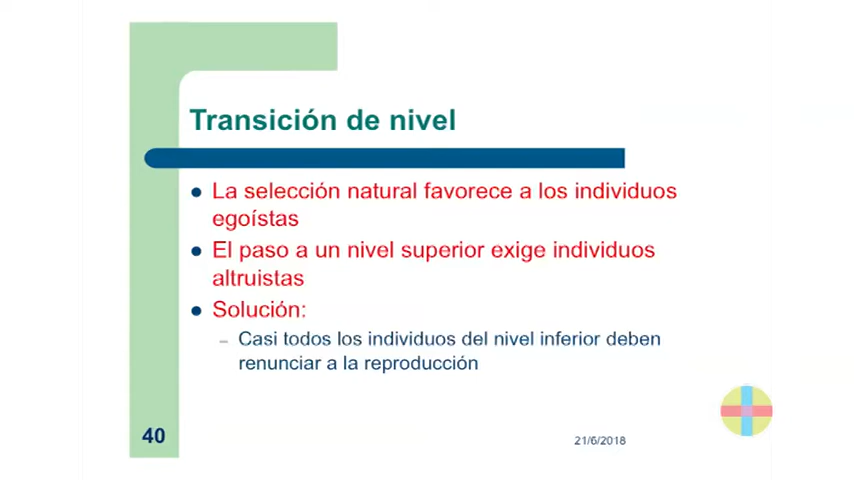 Transición de nivel
La selección natural favorece a los individuos
egoístas
El paso a un nivel superior exige individuos
altruistas
Solución:
– Casi todos los individuos del nivel inferior deben
renunciar a la reproducción
40
21/6/2018